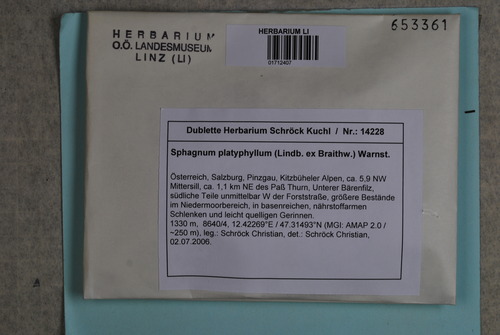 HERBARIUM
O.Ö. LANDESMUSEUM
LINZ (LI)
HERBARIUM LI
01712407
653361
Dublette Herbarium Schröck Kuchl / Nr.: 14228
Sphagnum platyphyllum (Lindb. ex Braithw.) Warnst.
Österreich, Salzburg, Pinzgau, Kitzbüheler Alpen, ca. 5,9 NW
Mittersill, ca. 1,1 km NE des Paß Thurn, Unterer Bärenfilz,
südliche Teile unmittelbar W der Forststraße, größere Bestände
im Niedermoorbereich, in basenreichen, nährstoffarmen
Schlenken und leicht quelligen Gerinnen.
1330 m, 8640/4, 12.42269°E / 47.31493°N (MGI: AMAP 2.0 /
~250 m), leg.: Schröck Christian, det.: Schröck Christian,
02.07.2006.